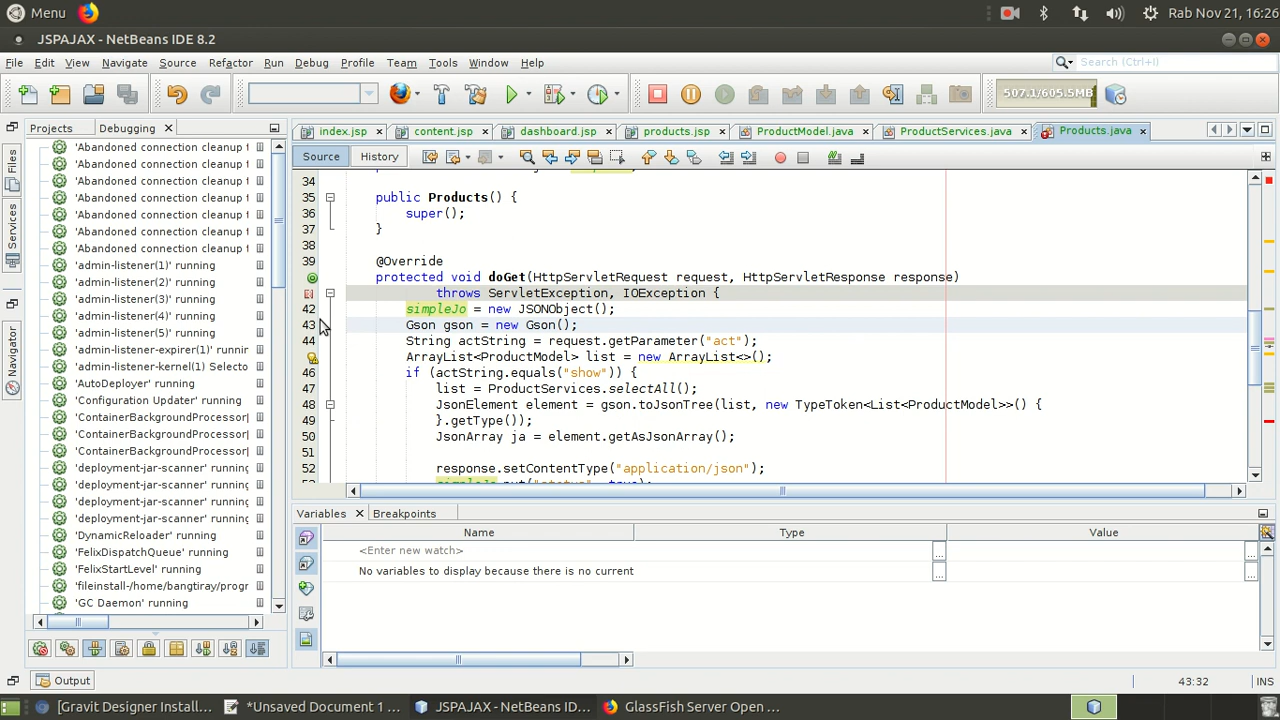 Menu
Rab Nov 21, 16:26
JSPAJAX - NetBeans IDE 8.2
File Edit View Navigate Source Refactor Run Debug Profile Team Tools Window Help
Search (Ctrl+I)
507.1/605.5MB
Projects Debugging
index.jsp content.jsp dashboard.jsp products.jsp ProductModel.java ProductServices.java Products.java
Source History
Files
Services
Navigator
'Abandoned connection cleanup t
'Abandoned connection cleanup t
'Abandoned connection cleanup t
'Abandoned connection cleanup t
'Abandoned connection cleanup t
'Abandoned connection cleanup t
'Abandoned connection cleanup t
'admin-listener(1)' running
'admin-listener(2)' running
'admin-listener(3)' running
'admin-listener(4)' running
'admin-listener(5)' running
'admin-listener-expirer(1)' runnin
'admin-listener-kernel(1) Selecto
'AutoDeployer' running
'Configuration Updater' running
'ContainerBackgroundProcessor[
'ContainerBackgroundProcessor[
'ContainerBackgroundProcessor[
'deployment-jar-scanner' running
'deployment-jar-scanner' running
'deployment-jar-scanner' running
'deployment-jar-scanner' running
'DynamicReloader' running
'FelixDispatchQueue' running
'FelixStartLevel' running
'fileinstall-/home/bangtiray/progr
'GC Daemon' running
34
35 public Products() {
36 super();
37 }
38
39 @Override
protected void doGet(HttpServletRequest request, HttpServletResponse response)
throws ServletException, IOException {
42 simpleJo = new JSONObject();
43 Gson gson = new Gson();
44 String actString = request.getParameter("act");
ArrayList<ProductModel> list = new ArrayList<>();
46 if (actString.equals("show")) {
47 list = ProductServices.selectAll();
48 JsonElement element = gson.toJsonTree(list, new TypeToken<List<ProductModel>>() {
49 }.getType());
50 JsonArray ja = element.getAsJsonArray();
51
52 response.setContentType("application/json");
Variables Breakpoints
Name Type Value
<Enter new watch>
No variables to display because there is no current
Output
43:32 INS
[Gravit Designer Install... *Unsaved Document 1 ... JSPAJAX - NetBeans ID... GlassFish Server Open ...